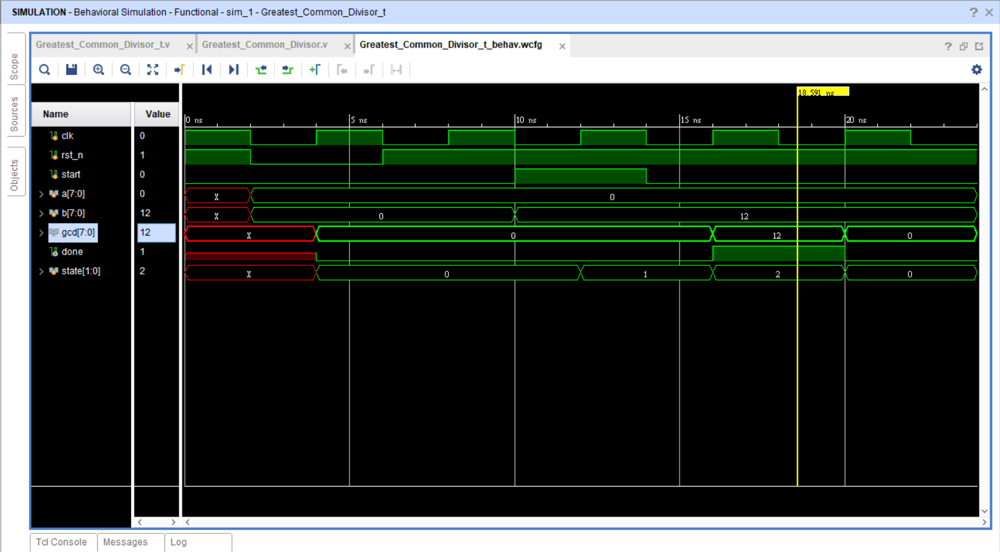 SIMULATION - Behavioral Simulation - Functional - sim_1 - Greatest_Common_Divisor_t
Scope
Sources
Objects
Greatest_Common_Divisor_t.v
Greatest_Common_Divisor.v
Greatest_Common_Divisor_t_behav.wcfg
18.591 ns
Name Value
0 ns 5 ns 10 ns 15 ns 20 ns
clk 0
rst_n 1
start 0
a[7:0] 0 X 0
b[7:0] 12 X 0 12
gcd[7:0] 12 X 0 12 0
done 1
state[1:0] 2 X 0 1 2 0
Tcl Console Messages Log